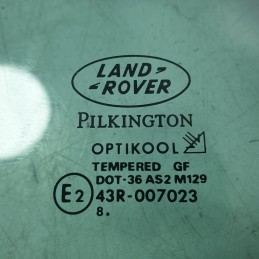 LAND
ROVER
PILKINGTON
OPTIKOOL
TEMPERED GF
DOT-36 AS2 M129
E2 43R-007023
8.